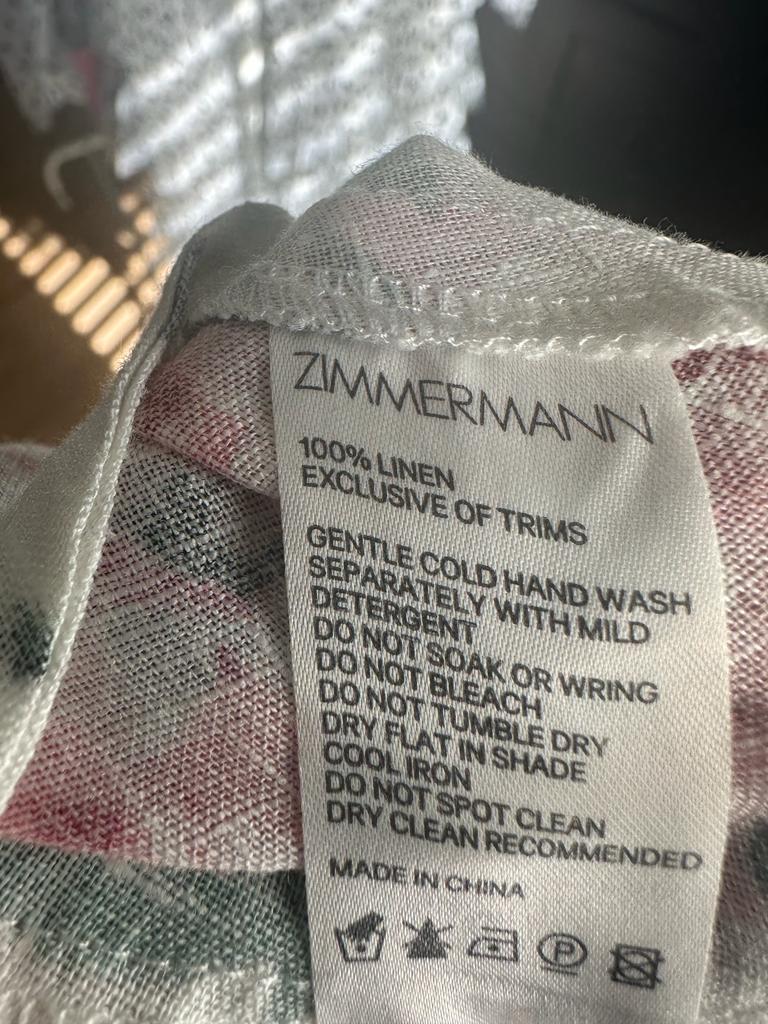 ZIMMERMANN
100% LINEN
EXCLUSIVE OF TRIMS
GENTLE COLD HAND WASH
SEPARATELY WITH MILD
DETERGENT
DO NOT SOAK OR WRING
DO NOT BLEACH
DO NOT TUMBLE DRY
DRY FLAT IN SHADE
COOL IRON
DO NOT SPOT CLEAN
DRY CLEAN RECOMMENDED
MADE IN CHINA
P